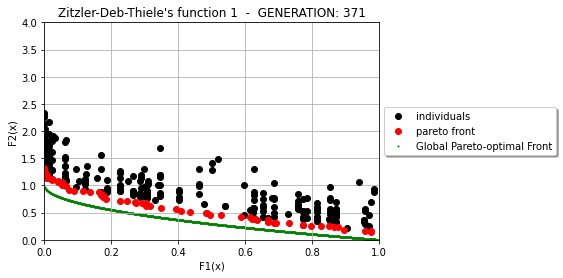 Zitzler-Deb-Thiele's function 1 - GENERATION: 371
4.0
3.5
3.0
2.5
2.0
1.5
1.0
0.5
0.0
F2(x)
0.0 0.2 0.4 0.6 0.8 1.0
F1(x)
individuals
pareto front
Global Pareto-optimal Front